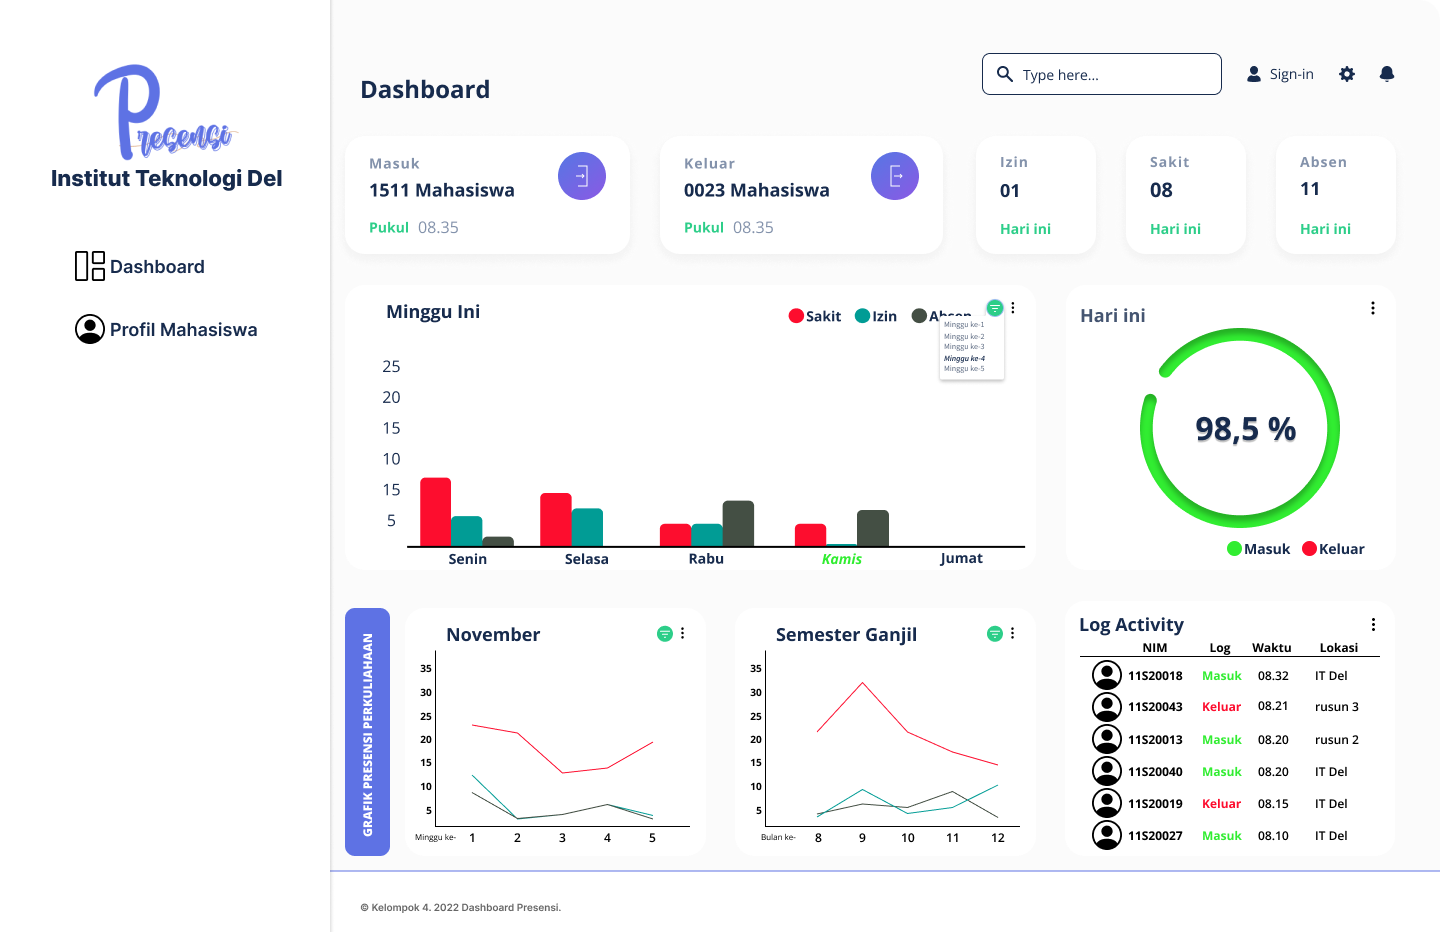 Presensi
Institut Teknologi Del
Dashboard
Profil Mahasiswa
Dashboard
Type here...
Sign-in
Masuk
1511 Mahasiswa
Pukul 08.35
Keluar
0023 Mahasiswa
Pukul 08.35
Izin
01
Hari ini
Sakit
08
Hari ini
Absen
11
Hari ini
Minggu Ini
Sakit Izin Absen
Minggu ke-1
Minggu ke-2
Minggu ke-3
Minggu ke-4
Minggu ke-5
25
20
15
10
15
5
Senin Selasa Rabu Kamis Jumat
Hari ini
98,5 %
Masuk Keluar
GRAFIK PRESENSI PERKULIAHAAN
November
35
30
25
20
15
10
5
Minggu ke- 1 2 3 4 5
Semester Ganjil
35
30
25
20
15
10
5
Bulan ke- 8 9 10 11 12
Log Activity
NIM Log Waktu Lokasi
11S20018 Masuk 08.32 IT Del
11S20043 Keluar 08.21 rusun 3
11S20013 Masuk 08.20 rusun 2
11S20040 Masuk 08.20 IT Del
11S20019 Keluar 08.15 IT Del
11S20027 Masuk 08.10 IT Del
© Kelompok 4. 2022 Dashboard Presensi.